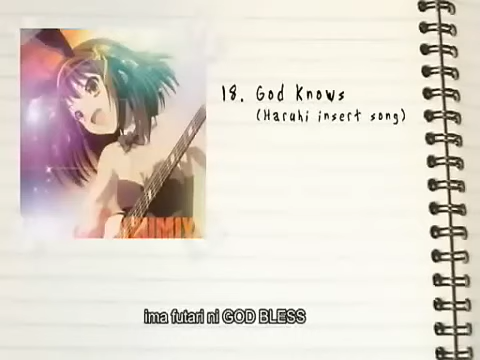 18. God Knows
(Haruhi insert song)
ima futari ni GOD BLESS